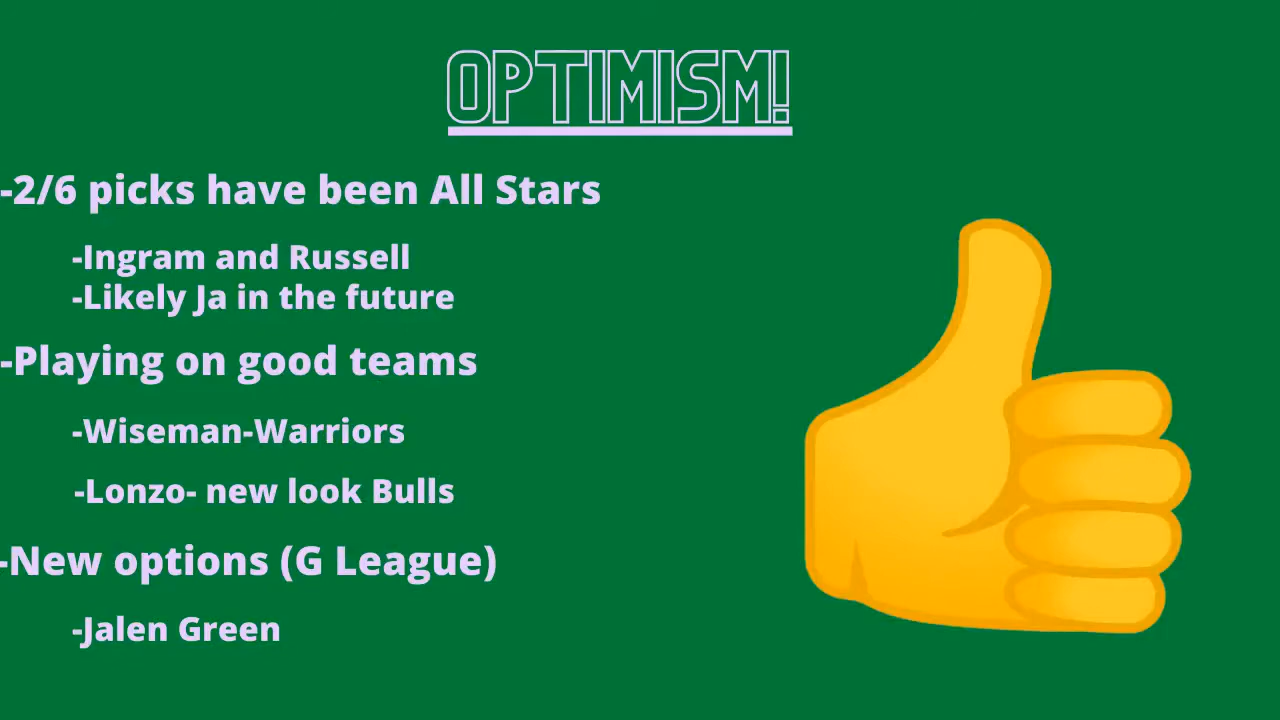 OPTIMISM!
-2/6 picks have been All Stars
-Ingram and Russell
-Likely Ja in the future
-Playing on good teams
-Wiseman-Warriors
-Lonzo- new look Bulls
-New options (G League)
-Jalen Green